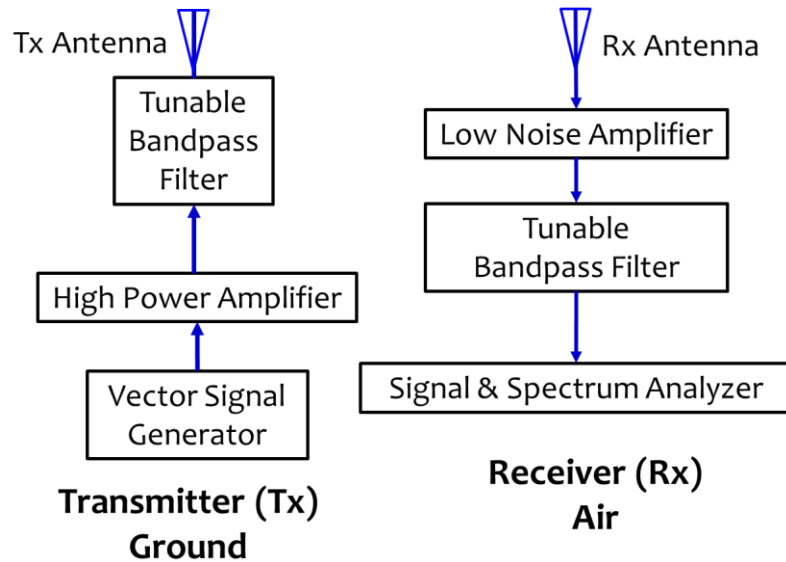 Tx Antenna
Tunable
Bandpass
Filter
High Power Amplifier
Vector Signal
Generator
Transmitter (Tx)
Ground
Rx Antenna
Low Noise Amplifier
Tunable
Bandpass Filter
Signal & Spectrum Analyzer
Receiver (Rx)
Air